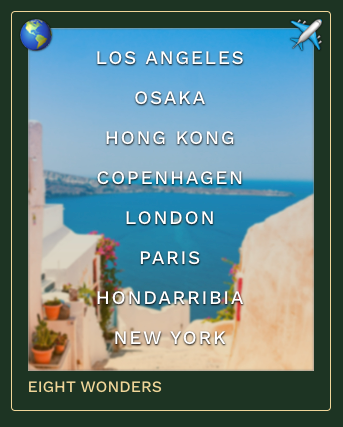 LOS ANGELES
OSAKA
HONG KONG
COPENHAGEN
LONDON
PARIS
HONDARRIBIA
NEW YORK
EIGHT WONDERS